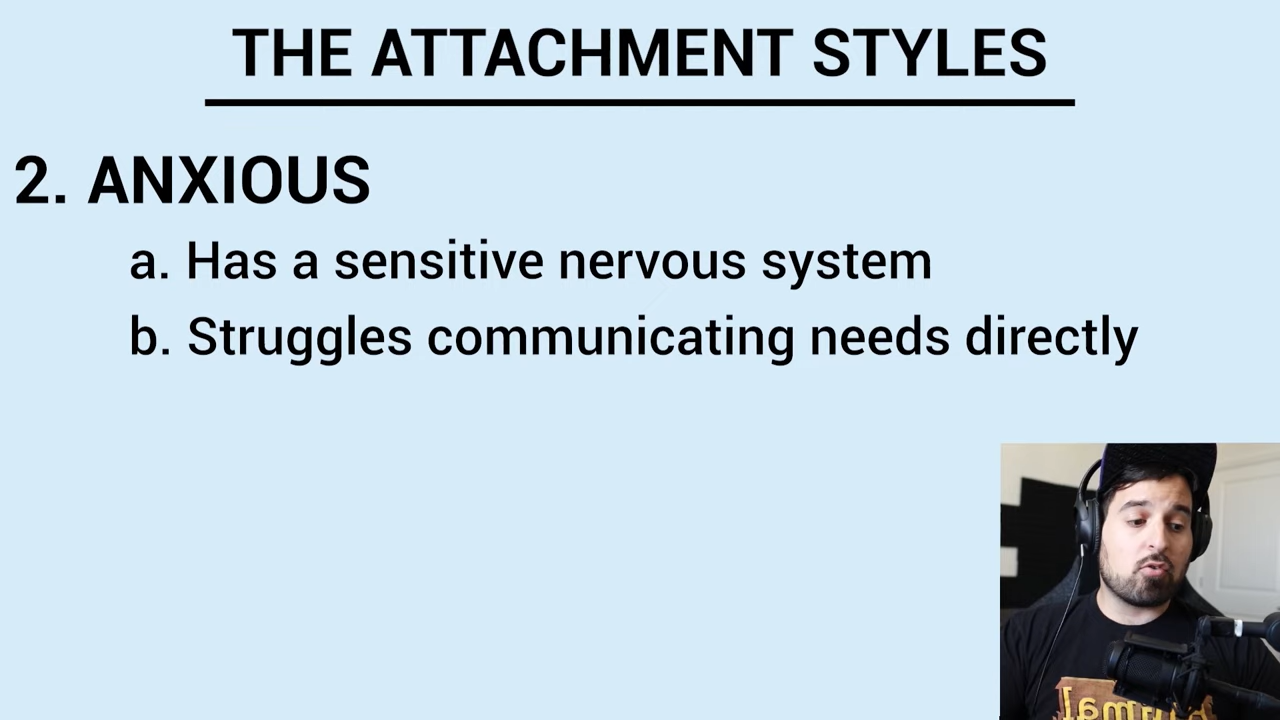 THE ATTACHMENT STYLES
2. ANXIOUS
a. Has a sensitive nervous system
b. Struggles communicating needs directly